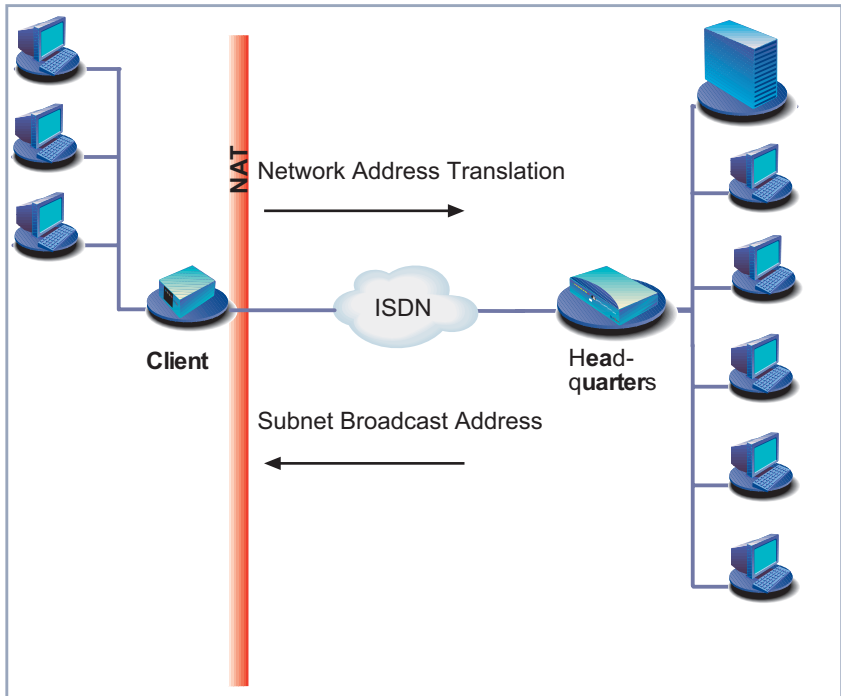 NAT
Network Address Translation
ISDN
Client
Head-
quarters
Subnet Broadcast Address